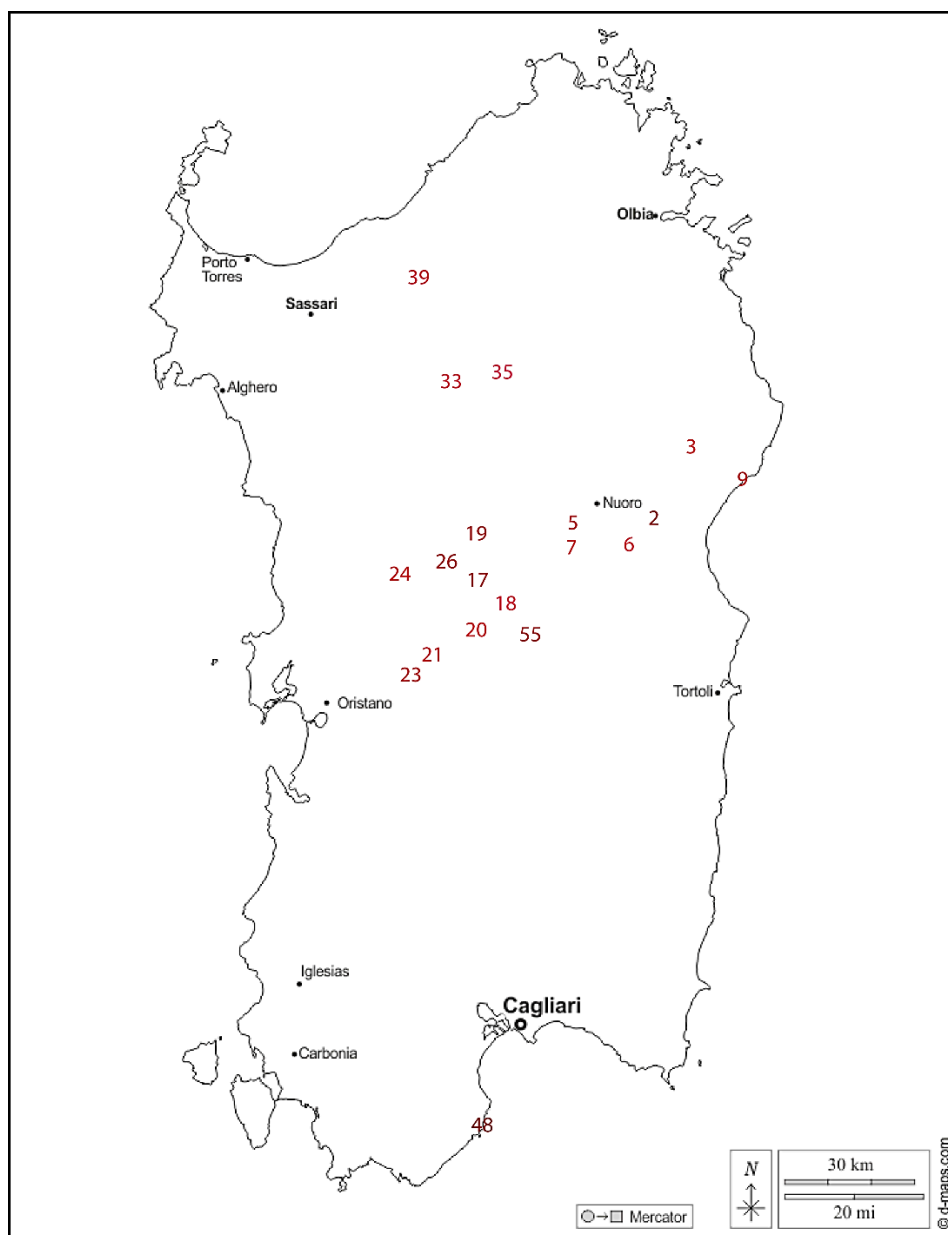 Olbia
Porto
Torres
39
Sassari
33
35
Alghero
3
9
Nuoro
5
2
19
7
6
26
24
17
18
20
55
21
23
Oristano
Tortoli
Iglesias
Cagliari
Carbonia
48
N
30 km
20 mi
Mercator
© d-maps.com